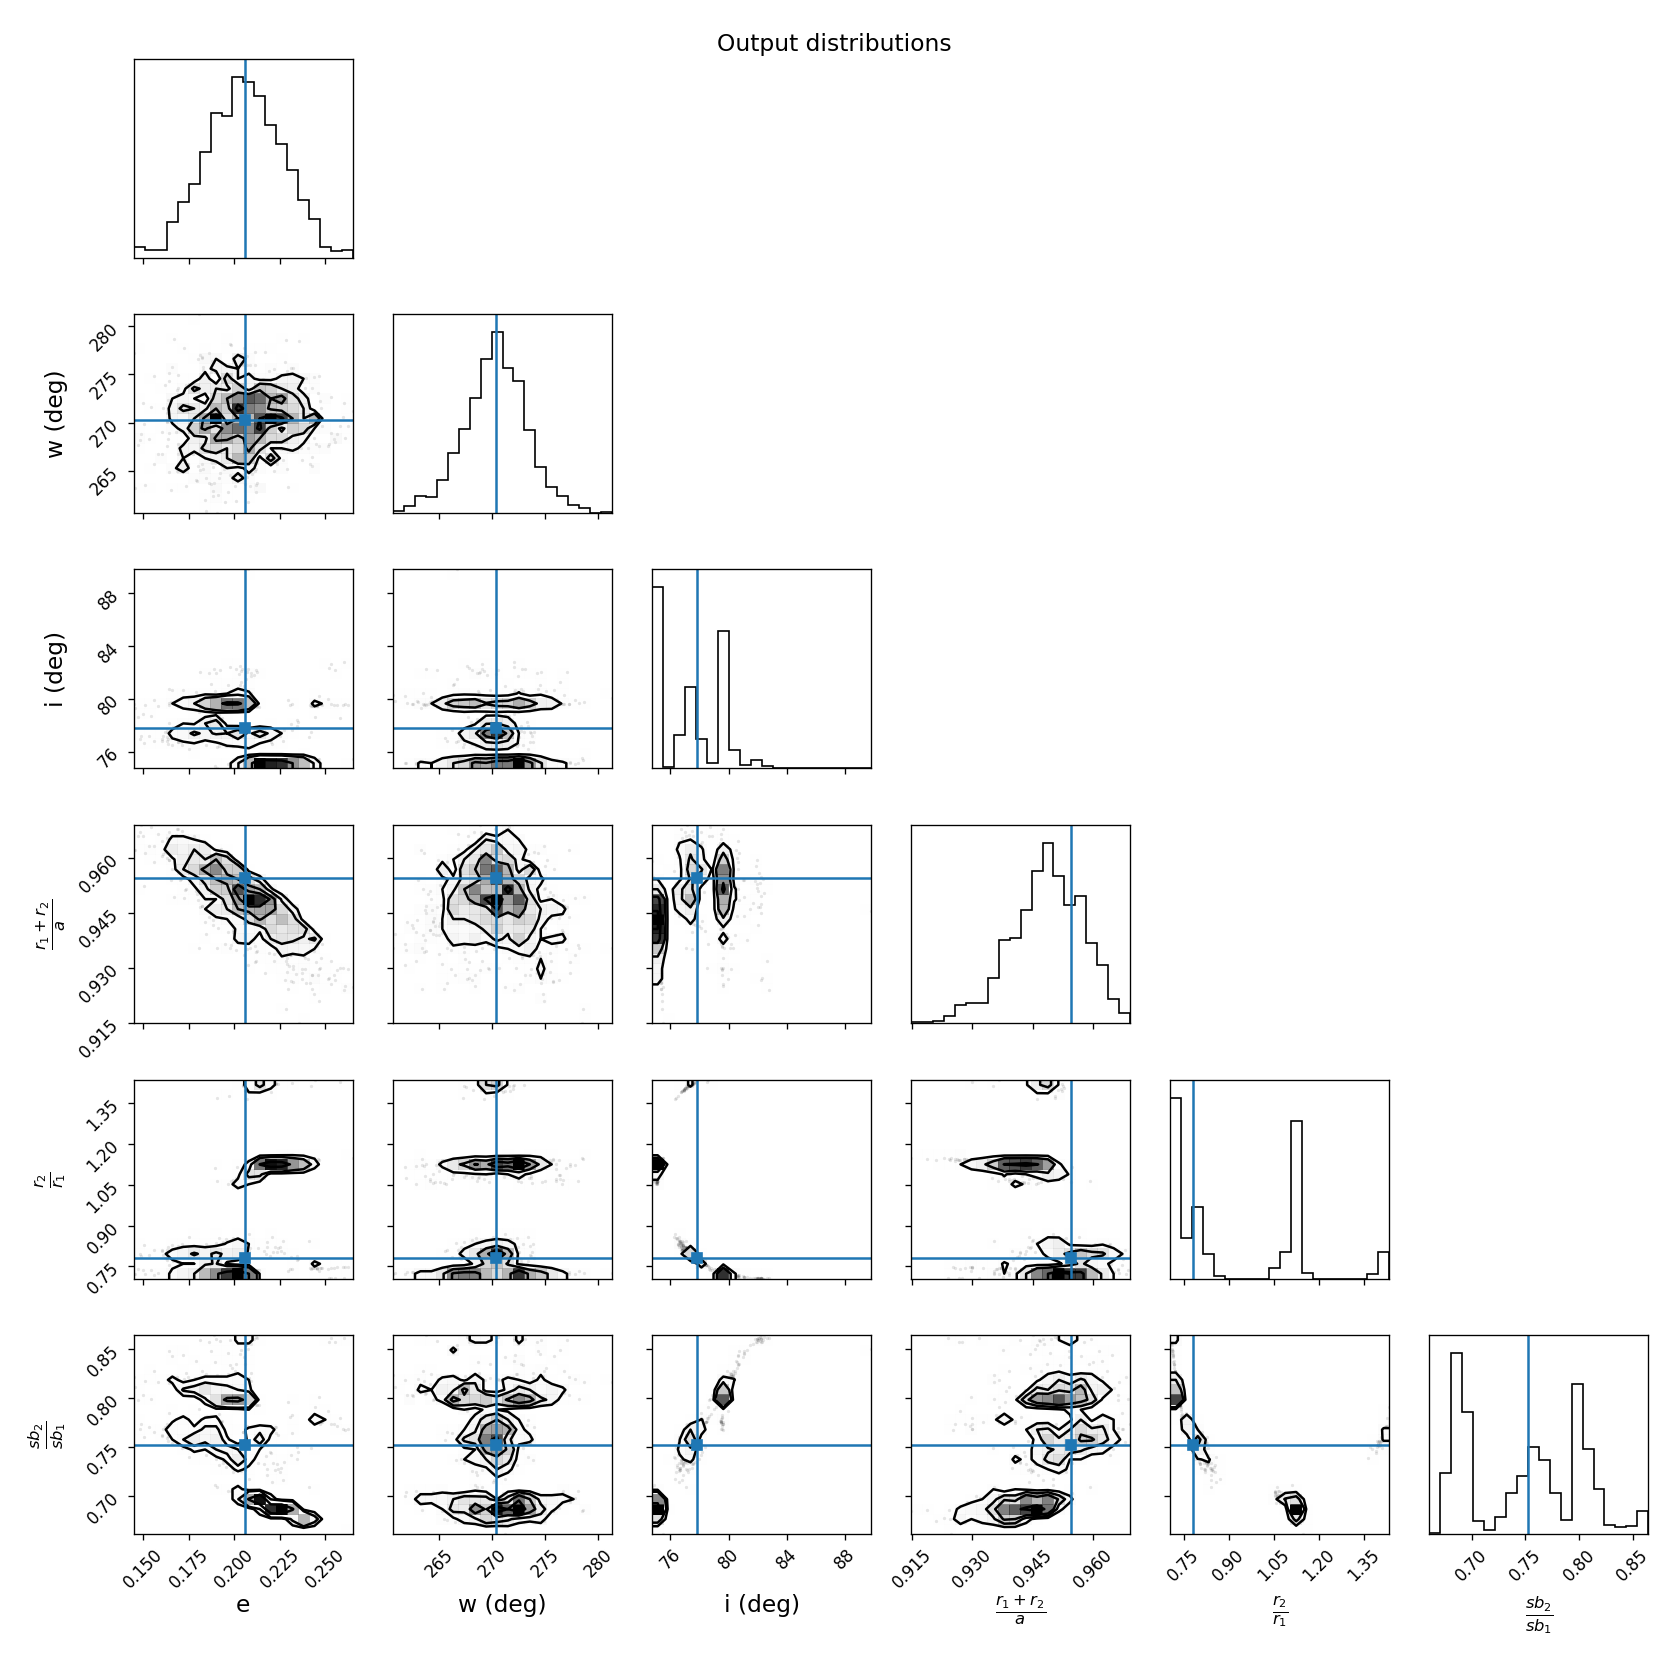 Output distributions
280
275
270
265
w (deg)
88
84
80
76
i (deg)
0.960
0.945
0.930
0.915
r₁ + r₂
a
1.35
1.20
1.05
0.90
0.75
r₂
r₁
0.85
0.80
0.75
0.70
sb₂
sb₁
0.150 0.175 0.200 0.225 0.250
265 270 275 280
76 80 84 88
0.915 0.930 0.945 0.960
0.75 0.90 1.05 1.20 1.35
0.70 0.75 0.80 0.85
e
w (deg)
i (deg)
r₁ + r₂
a
r₂
r₁
sb₂
sb₁